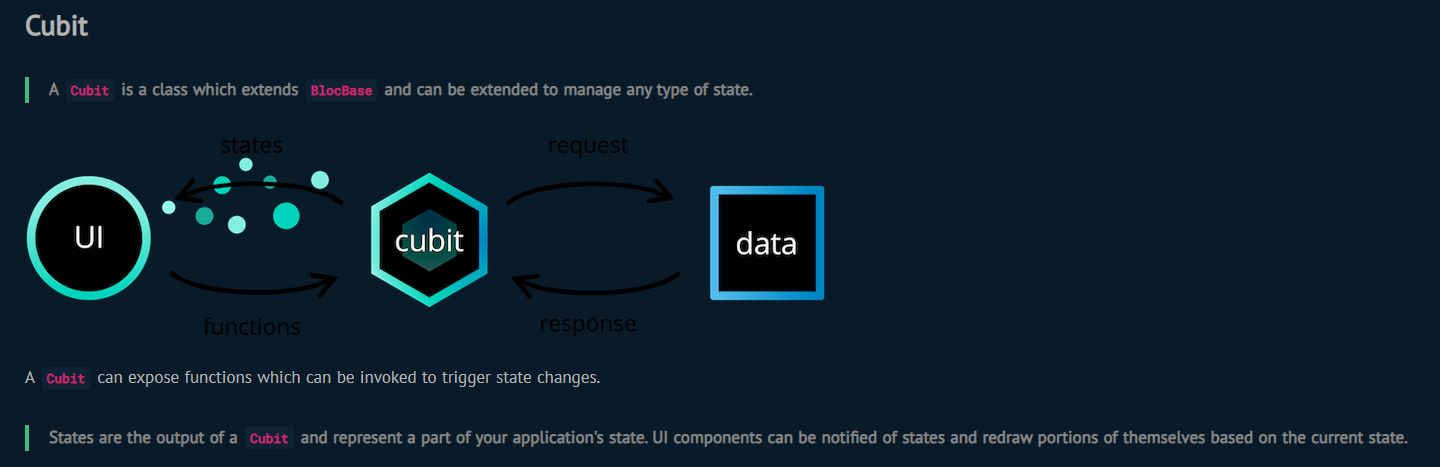 Cubit
A Cubit is a class which extends BlocBase and can be extended to manage any type of state.
states
request
UI
cubit
data
functions
response
A Cubit can expose functions which can be invoked to trigger state changes.
States are the output of a Cubit and represent a part of your application's state. UI components can be notified of states and redraw portions of themselves based on the current state.